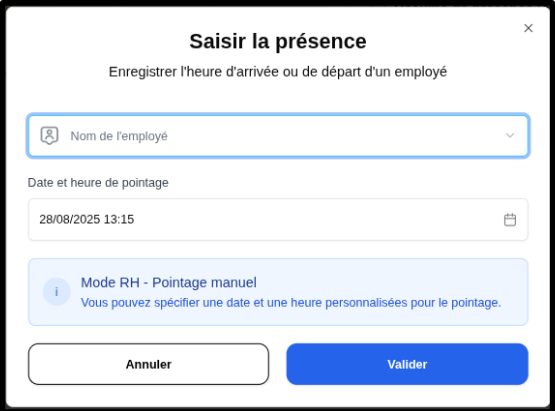 Saisir la présence
Enregistrer l'heure d'arrivée ou de départ d'un employé
Nom de l'employé
Date et heure de pointage
28/08/2025 13:15
i
Mode RH - Pointage manuel
Vous pouvez spécifier une date et une heure personnalisées pour le pointage.
Annuler
Valider